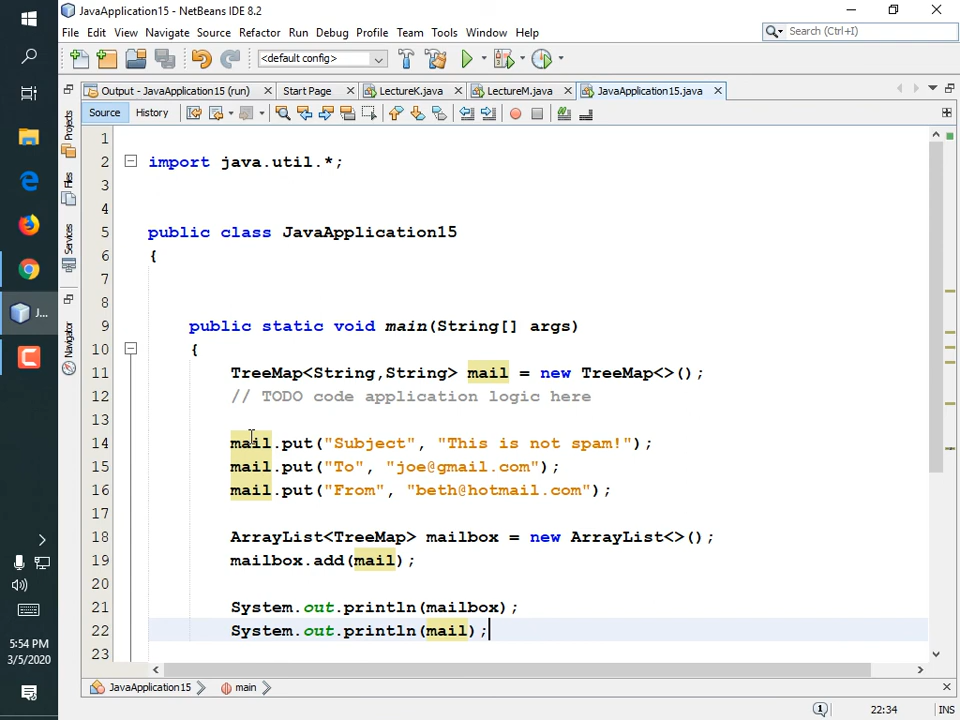 JavaApplication15 - NetBeans IDE 8.2
File Edit View Navigate Source Refactor Run Debug Profile Team Tools Window Help
Search (Ctrl+I)
<default config>
Output - JavaApplication15 (run)
Start Page
LectureK.java
LectureM.java
JavaApplication15.java
Source
History
Projects
Files
Services
Navigator
1
2 import java.util.*;
3
4
5 public class JavaApplication15
6 {
7
8
9 public static void main(String[] args)
10 {
11 TreeMap<String,String> mail = new TreeMap<>();
12 // TODO code application logic here
13
14 mail.put("Subject", "This is not spam!");
15 mail.put("To", "joe@gmail.com");
16 mail.put("From", "beth@hotmail.com");
17
18 ArrayList<TreeMap> mailbox = new ArrayList<>();
19 mailbox.add(mail);
20
21 System.out.println(mailbox);
22 System.out.println(mail);
23
J...
5:54 PM
3/5/2020
JavaApplication15
main
1
22:34
INS